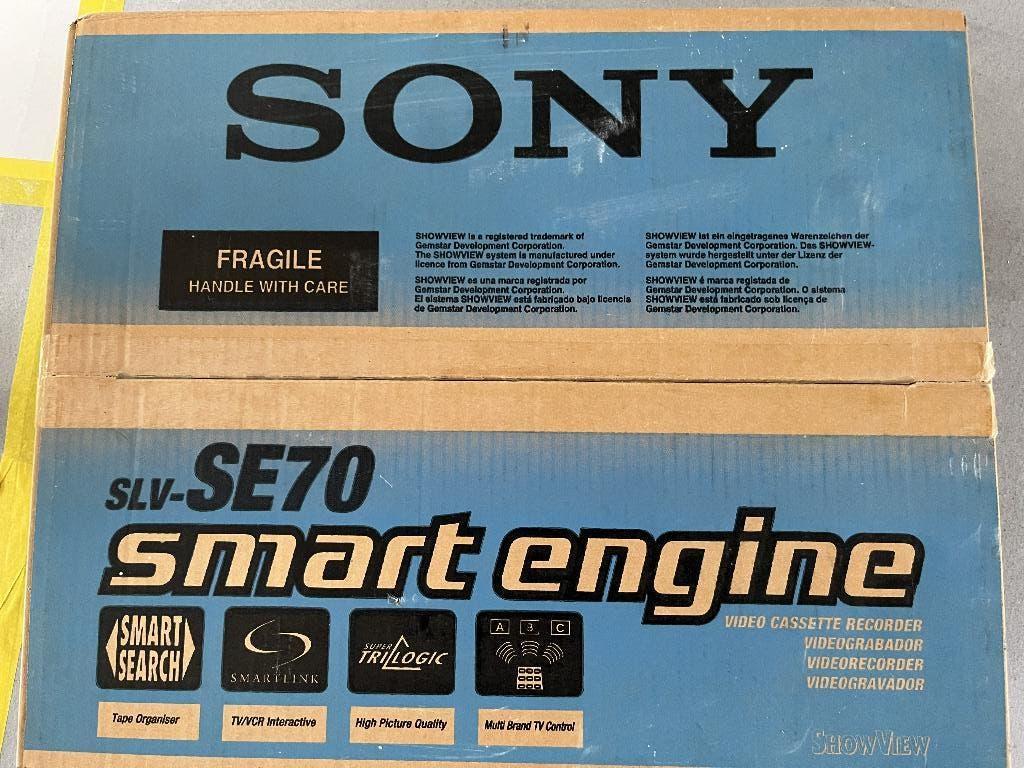 SONY
FRAGILE
HANDLE WITH CARE
SHOWVIEW is a registered trademark of
Gemstar Development Corporation.
The SHOWVIEW system is manufactured under
licence from Gemstar Development Corporation.
SHOWVIEW es una marca registrada por
Gemstar Development Corporation.
El sistema SHOWVIEW está fabricado bajo licencia
de Gemstar Development Corporation.
SHOWVIEW ist ein eingetragenes Warenzeichen der
Gemstar Development Corporation. Das SHOWVIEW-
system wurde hergestellt unter der Lizenz der
Gemstar Development Corporation.
SHOWVIEW é marca registada de
Gemstar Development Corporation. O sistema
SHOWVIEW está fabricado sob licença de
Gemstar Development Corporation.
SLV-SE70
smart engine
VIDEO CASSETTE RECORDER
VIDEOGRABADOR
VIDEORECORDER
VIDEOGRAVADOR
SMART
SEARCH
SMARTLINK
SUPER
TRILOGIC
A B C
Tape Organiser
TV/VCR Interactive
High Picture Quality
Multi Brand TV Control
SHOWVIEW